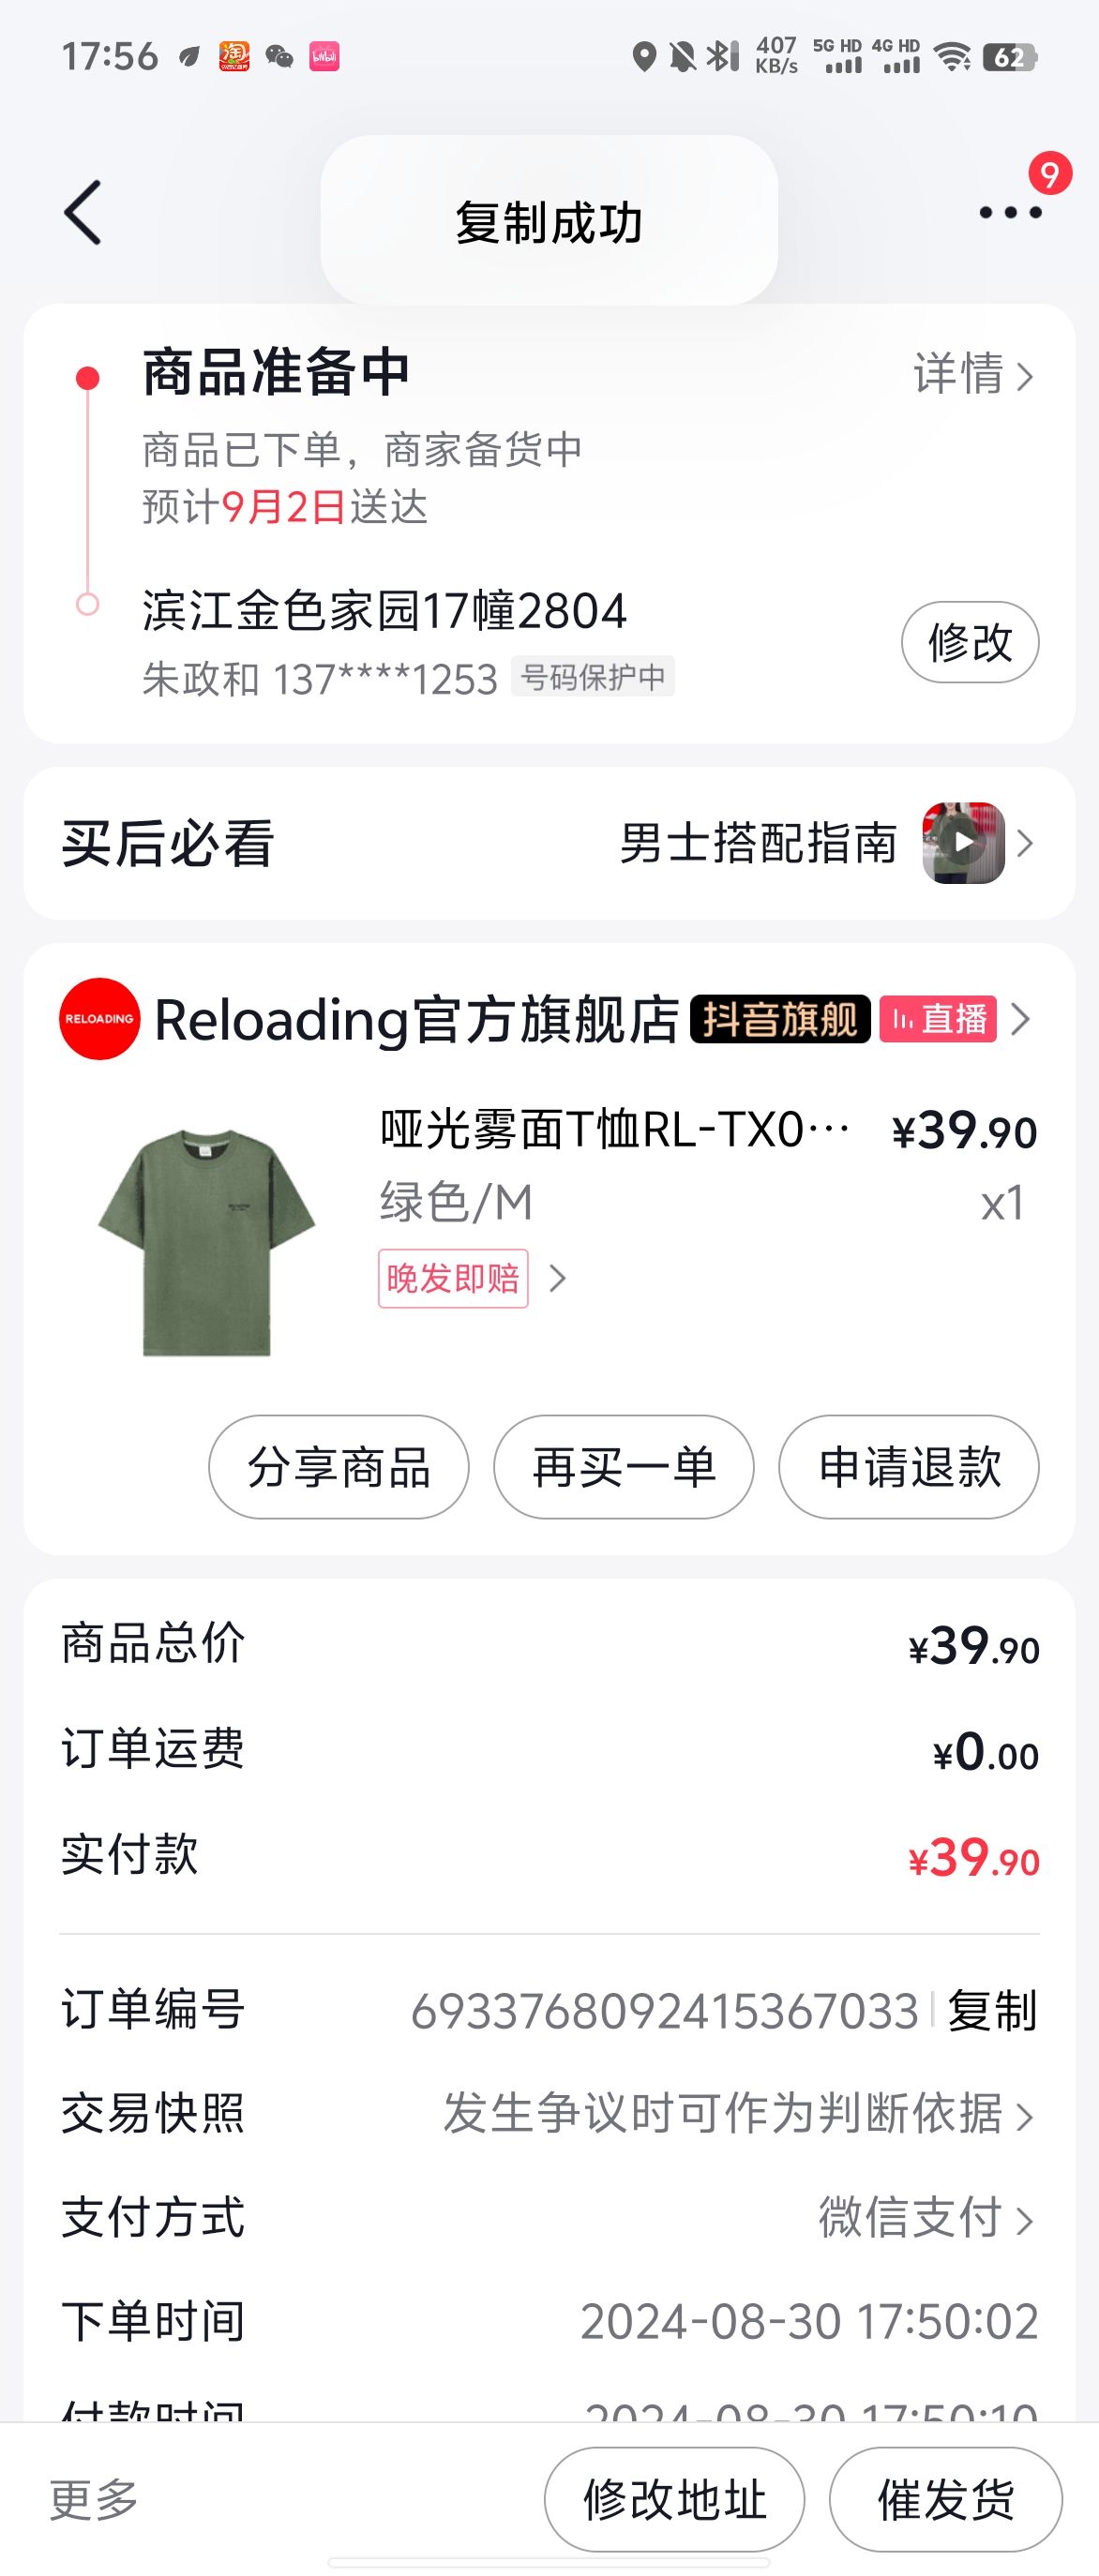 17:56
407 KB/s 5G HD 4G HD 62
复制成功
9
商品准备中 详情
商品已下单，商家备货中
预计9月2日送达
滨江金色家园17幢2804
修改
朱政和 137****1253 号码保护中
买后必看 男士搭配指南
RELOADING Reloading官方旗舰店 抖音旗舰 直播
哑光雾面T恤RL-TX0… ¥39.90
绿色/M x1
晚发即赔
分享商品 再买一单 申请退款
商品总价 ¥39.90
订单运费 ¥0.00
实付款 ¥39.90
订单编号 6933768092415367033 复制
交易快照 发生争议时可作为判断依据
支付方式 微信支付
下单时间 2024-08-30 17:50:02
付款时间 2024-08-30 17:50:10
更多 修改地址 催发货